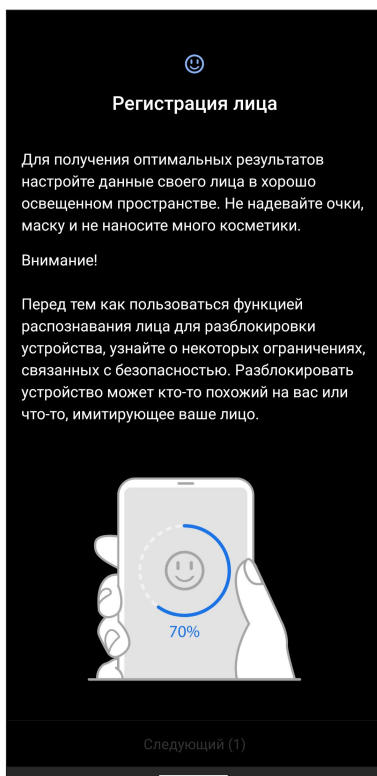 Регистрация лица
Для получения оптимальных результатов
настройте данные своего лица в хорошо
освещенном пространстве. Не надевайте очки,
маску и не наносите много косметики.
Внимание!
Перед тем как пользоваться функцией
распознавания лица для разблокировки
устройства, узнайте о некоторых ограничениях,
связанных с безопасностью. Разблокировать
устройство может кто-то похожий на вас или
что-то, имитирующее ваше лицо.
70%
Следующий (1)